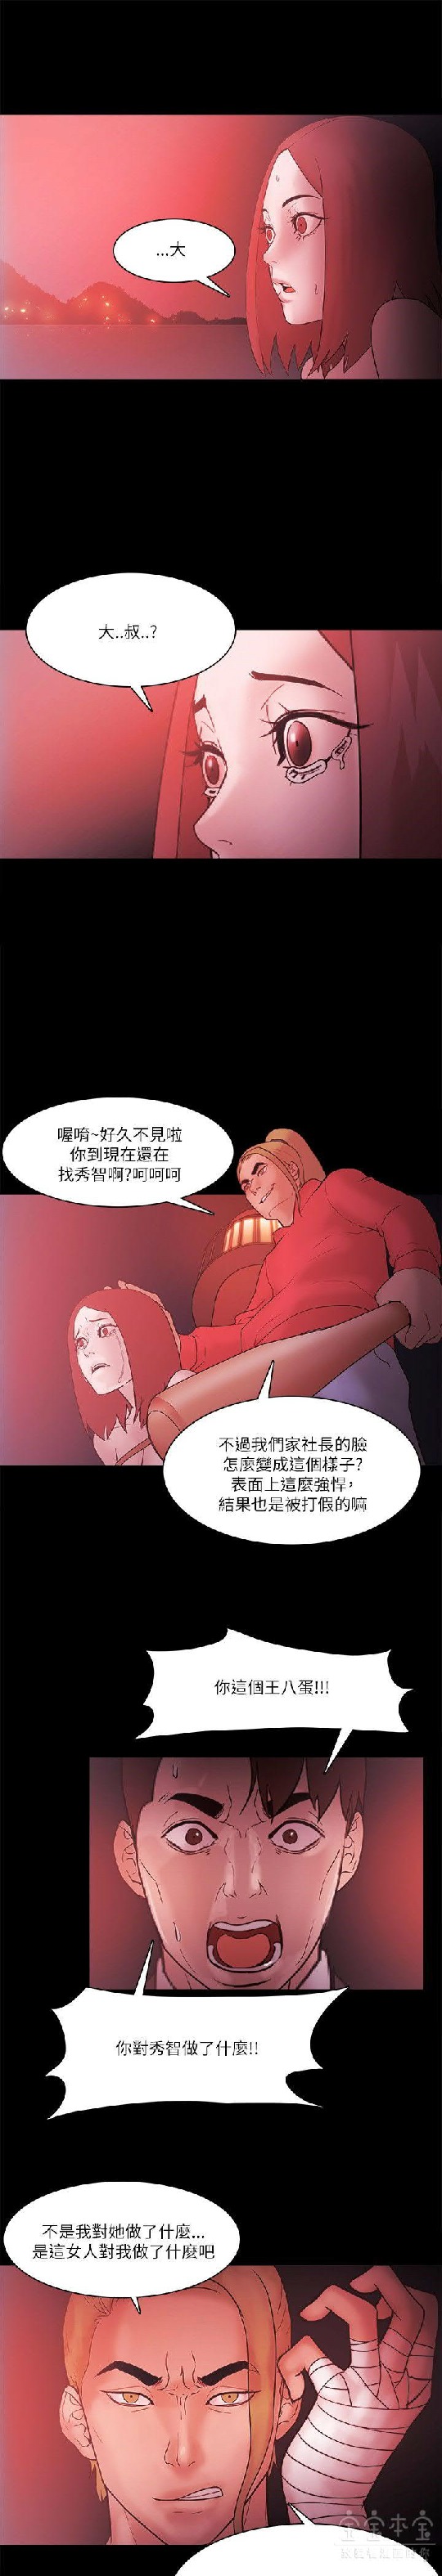 ...大
大..叔..?
喔唷~好久不見啦
你到現在還在
找秀智啊?呵呵呵
不過我們家社長的臉
怎麼變成這個樣子?
表面上這麼強悍，
結果也是被打假的嘛
你這個王八蛋!!!
你對秀智做了什麼!!
不是我對她做了什麼...
是這女人對我做了什麼吧
宝宝本宝